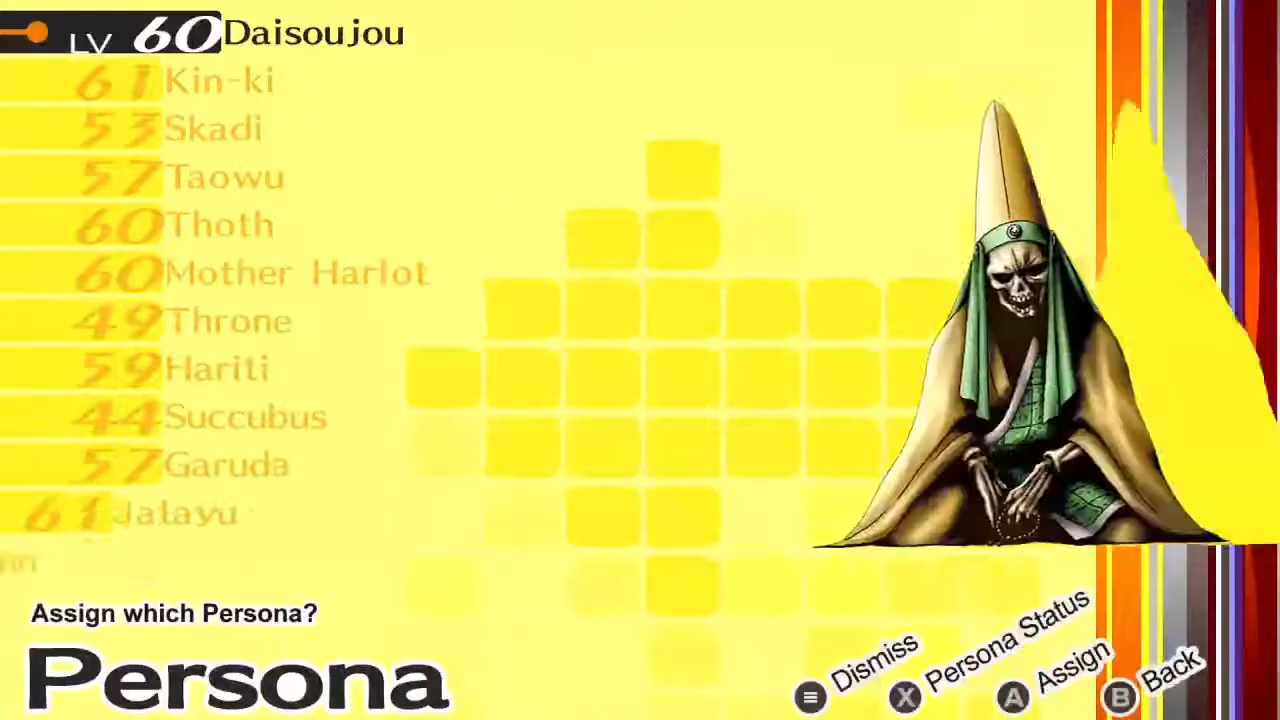 LV 60 Daisoujou
61 Kin-ki
53 Skadi
57 Taowu
60 Thoth
60 Mother Harlot
49 Throne
59 Hariti
44 Succubus
57 Garuda
61 Jatayu
Assign which Persona?
Persona
Dismiss
X Persona Status
A Assign
B Back